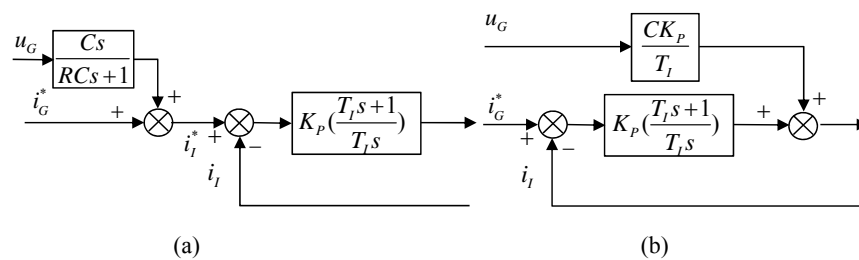 u_G
Cs
RCs+1
+
i_G^*
+
i_I^*
+
−
K_P(
T_I s+1
T_I s
)
i_I
(a)
u_G
CK_P
T_I
+
i_G^*
+
−
K_P(
T_I s+1
T_I s
)
+
i_I
(b)